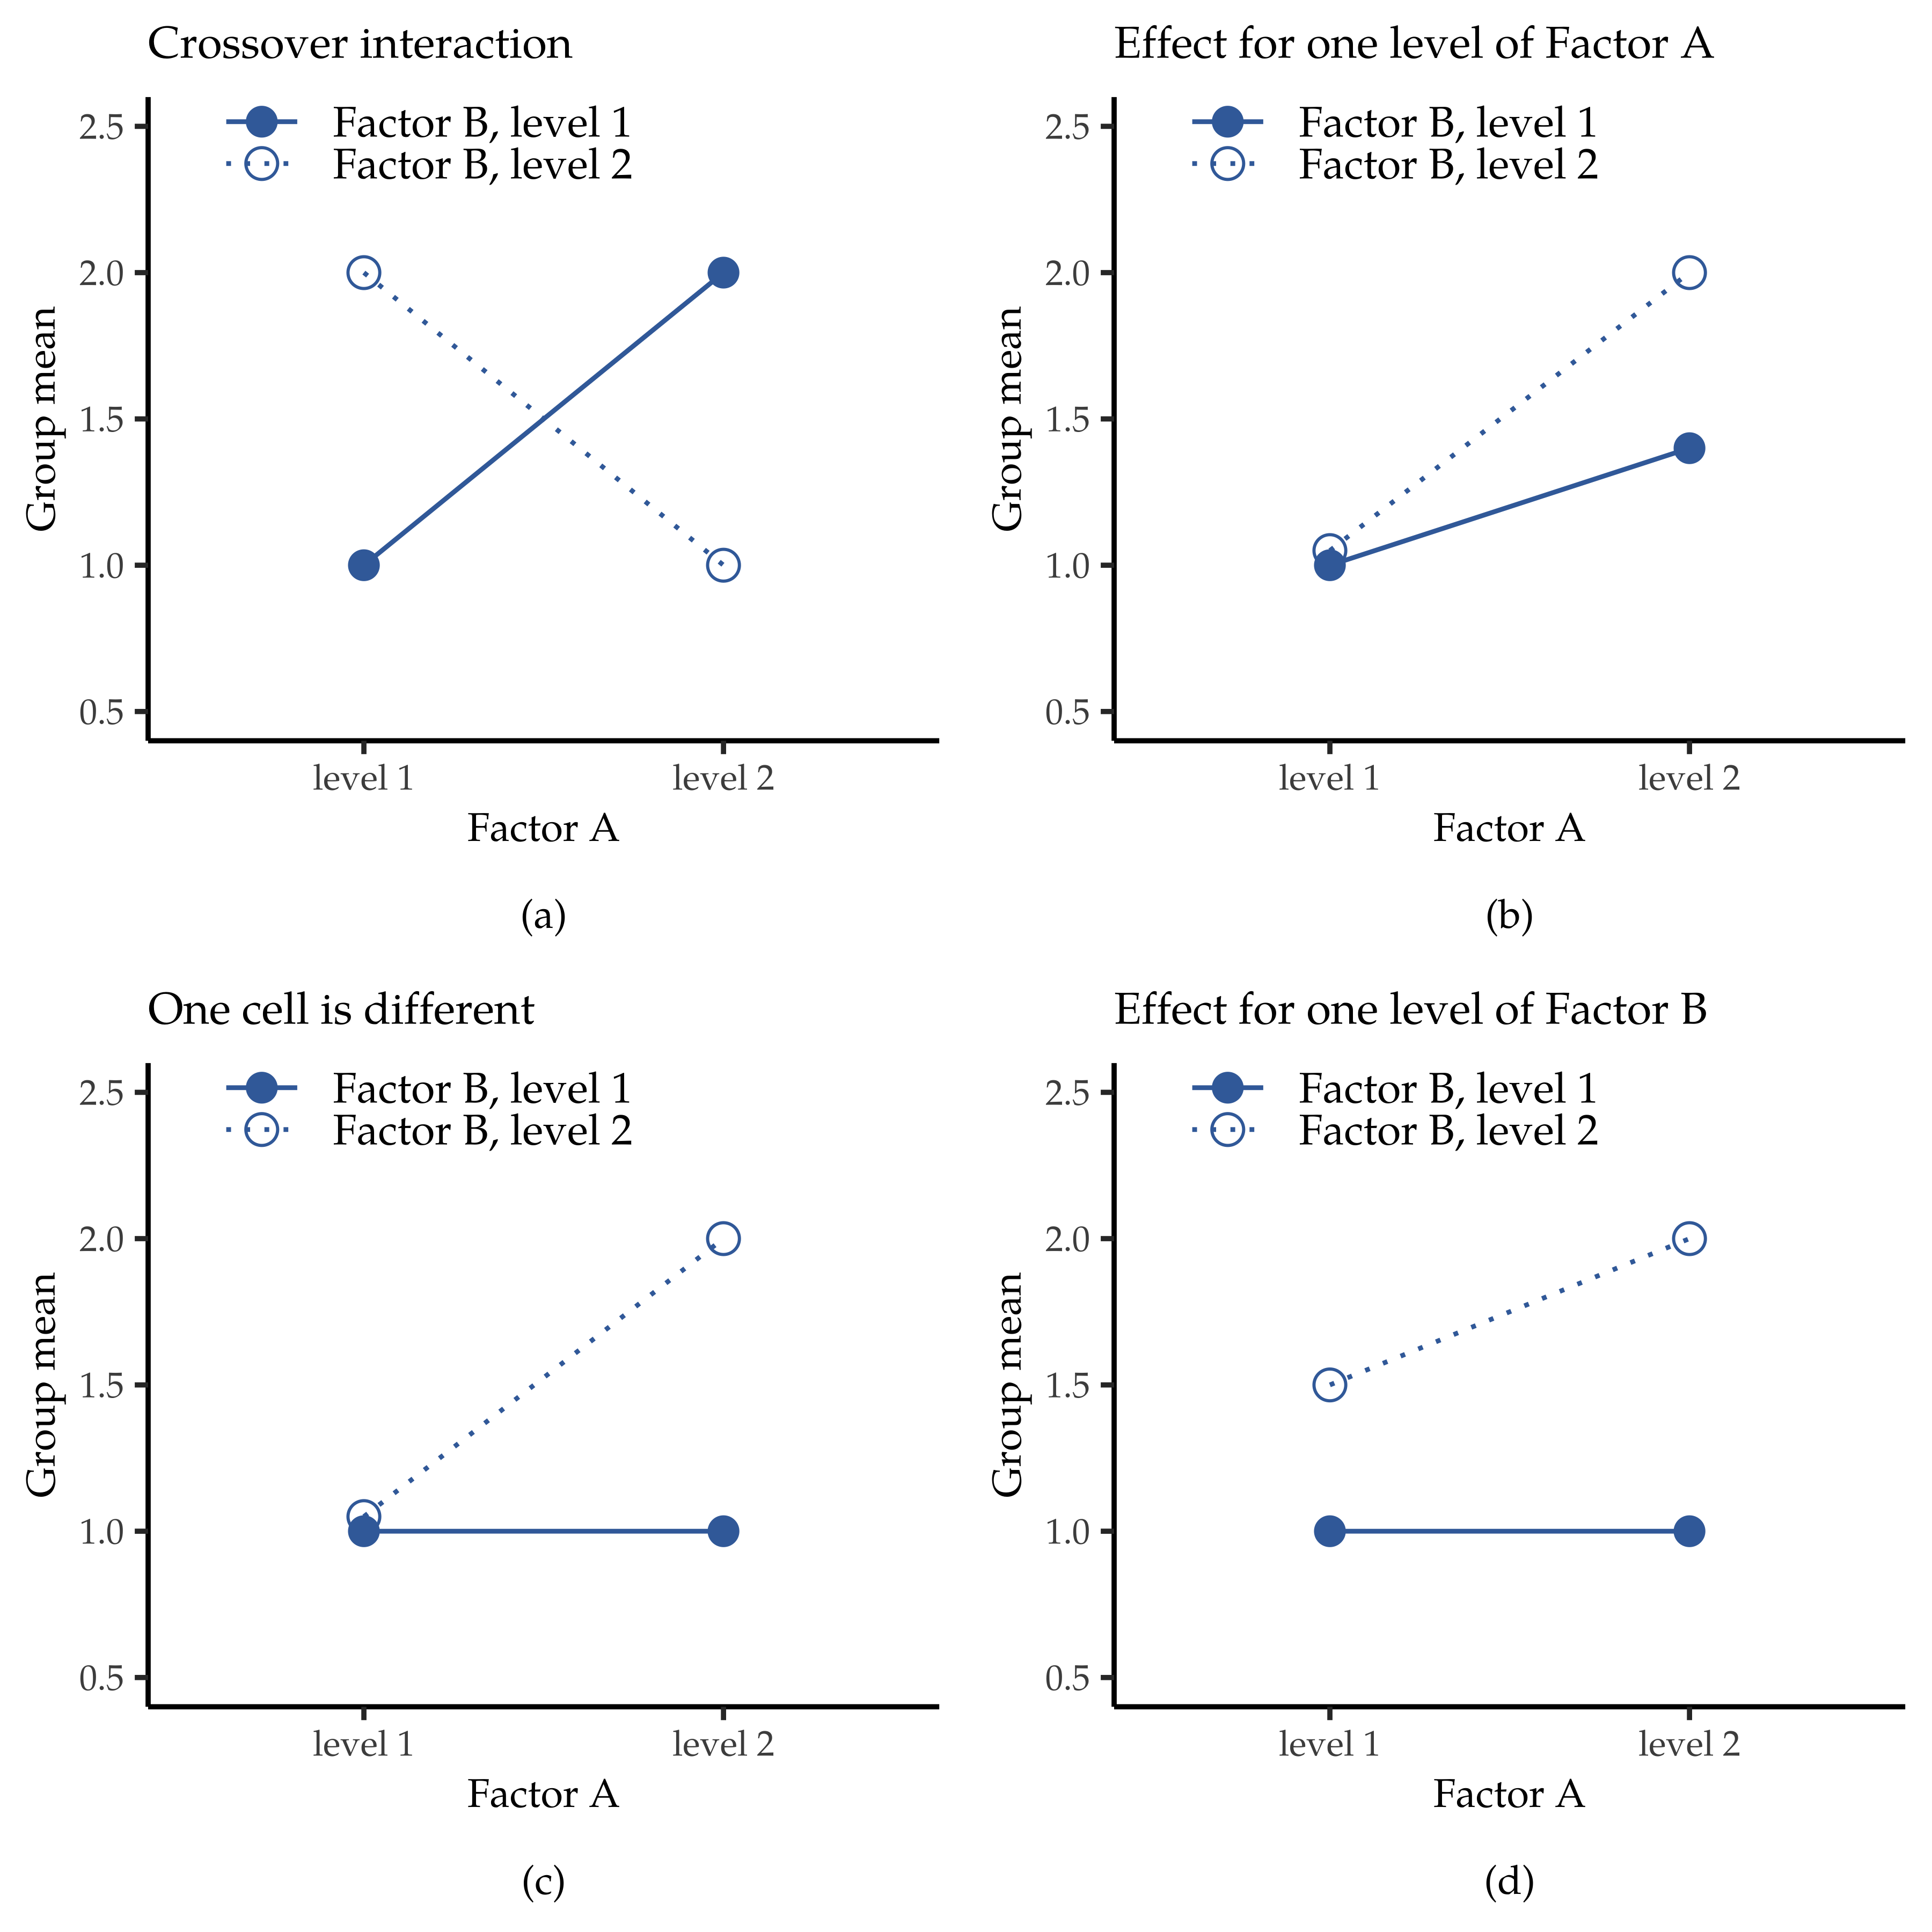 Crossover interaction
Factor B, level 1
Factor B, level 2
2.5
2.0
1.5
1.0
0.5
Group mean
level 1
level 2
Factor A
(a)
Effect for one level of Factor A
Factor B, level 1
Factor B, level 2
2.5
2.0
1.5
1.0
0.5
Group mean
level 1
level 2
Factor A
(b)
One cell is different
Factor B, level 1
Factor B, level 2
2.5
2.0
1.5
1.0
0.5
Group mean
level 1
level 2
Factor A
(c)
Effect for one level of Factor B
Factor B, level 1
Factor B, level 2
2.5
2.0
1.5
1.0
0.5
Group mean
level 1
level 2
Factor A
(d)